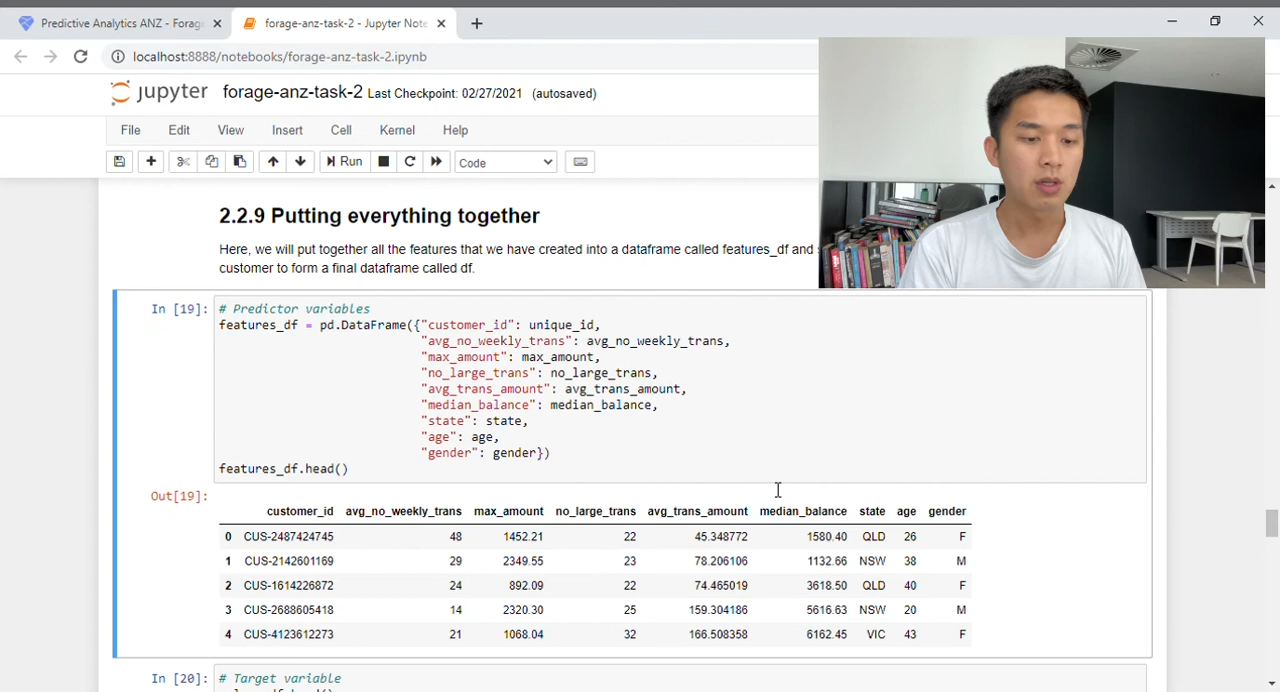 Predictive Analytics ANZ - Forag
forage-anz-task-2 - Jupyter Note
localhost:8888/notebooks/forage-anz-task-2.ipynb
jupyter forage-anz-task-2 Last Checkpoint: 02/27/2021 (autosaved)
File Edit View Insert Cell Kernel Help
Run Code
2.2.9 Putting everything together
Here, we will put together all the features that we have created into a dataframe called features_df and
customer to form a final dataframe called df.
In [19]: # Predictor variables
features_df = pd.DataFrame({"customer_id": unique_id,
"avg_no_weekly_trans": avg_no_weekly_trans,
"max_amount": max_amount,
"no_large_trans": no_large_trans,
"avg_trans_amount": avg_trans_amount,
"median_balance": median_balance,
"state": state,
"age": age,
"gender": gender})
features_df.head()
Out[19]:
customer_id avg_no_weekly_trans max_amount no_large_trans avg_trans_amount median_balance state age gender
0 CUS-2487424745 48 1452.21 22 45.348772 1580.40 QLD 26 F
1 CUS-2142601169 29 2349.55 23 78.206106 1132.66 NSW 38 M
2 CUS-1614226872 24 892.09 22 74.465019 3618.50 QLD 40 F
3 CUS-2688605418 14 2320.30 25 159.304186 5616.63 NSW 20 M
4 CUS-4123612273 21 1068.04 32 166.508358 6162.45 VIC 43 F
In [20]: # Target variable